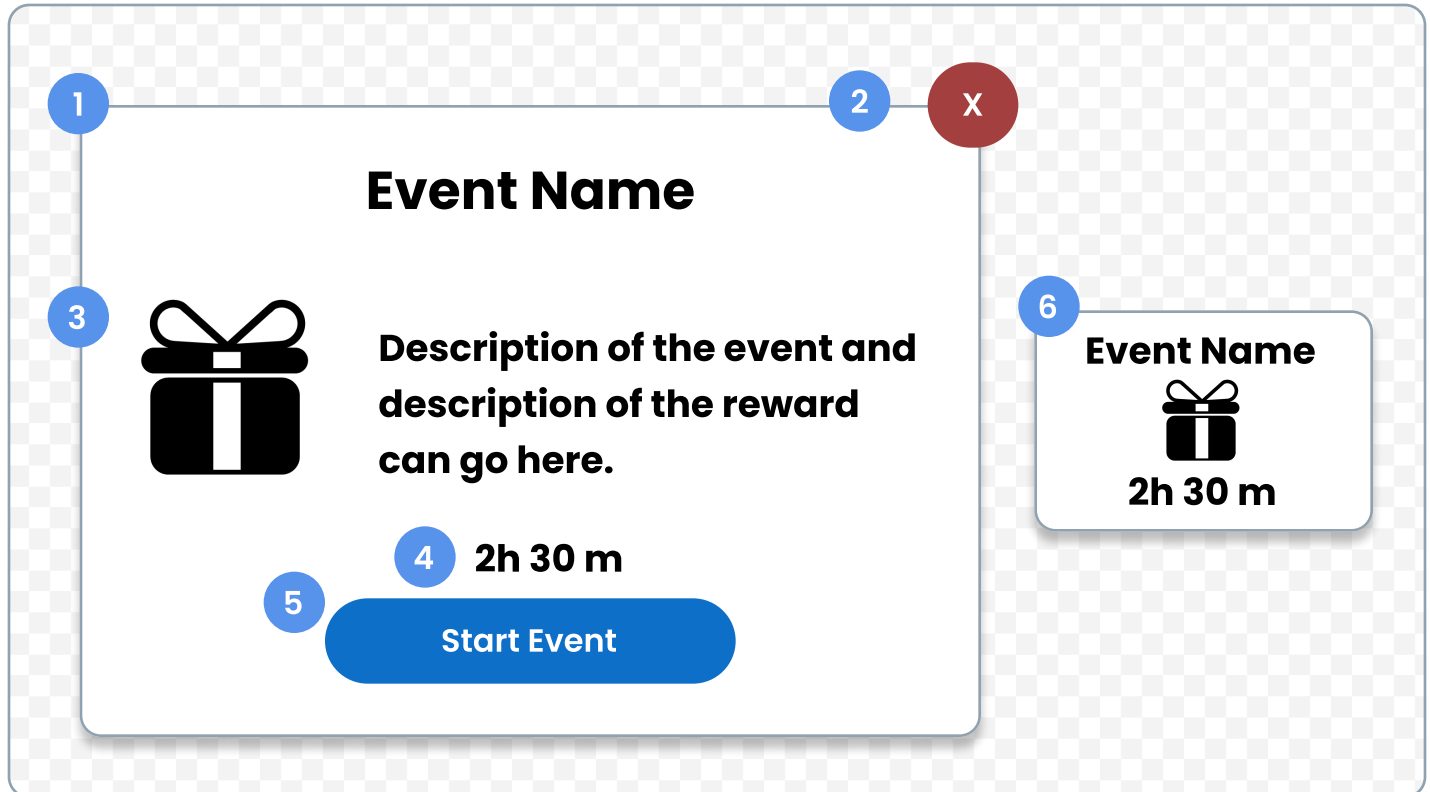 1
2
X
Event Name
3
Description of the event and
description of the reward
can go here.
4
2h 30 m
5
Start Event
6
Event Name
2h 30 m